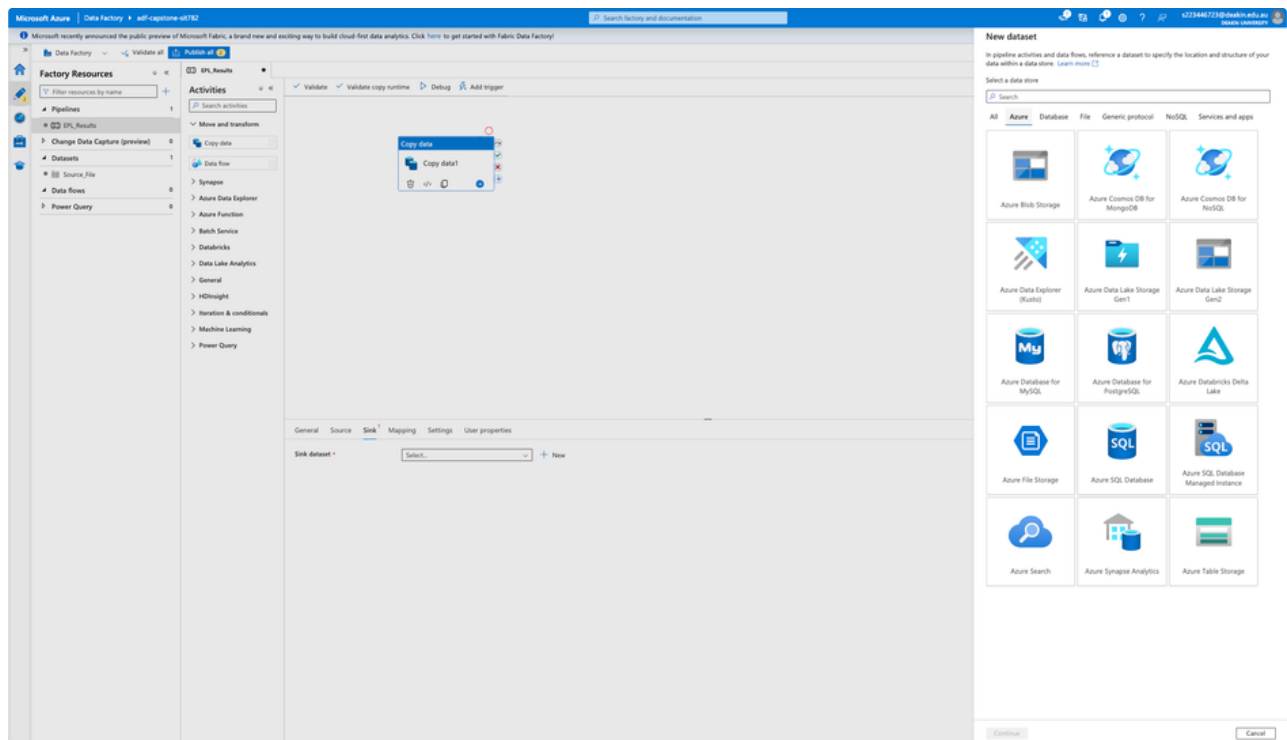 Microsoft Azure | Data Factory ▸ adf-capstone-sit782
Search factory and documentation
s223446723@deakin.edu.au
DEAKIN UNIVERSITY
Microsoft recently announced the public preview of Microsoft Fabric, a brand new and exciting way to build cloud-first data analytics. Click here to get started with Fabric Data Factory!
Data Factory
Validate all
Publish all 2
Factory Resources
Filter resources by name
Pipelines 1
EPL_Results
Change Data Capture (preview) 0
Datasets 1
Source_File
Data flows 0
Power Query 0
EPL_Results
Activities
Search activities
Move and transform
Copy data
Data flow
Synapse
Azure Data Explorer
Azure Function
Batch Service
Databricks
Data Lake Analytics
General
HDInsight
Iteration & conditionals
Machine Learning
Power Query
Validate Validate copy runtime Debug Add trigger
Copy data
Copy data1
General Source Sink 1 Mapping Settings User properties
Sink dataset * Select... + New
New dataset
In pipeline activities and data flows, reference a dataset to specify the location and structure of your
data within a data store. Learn more
Select a data store
Search
All Azure Database File Generic protocol NoSQL Services and apps
Azure Blob Storage
Azure Cosmos DB for
MongoDB
Azure Cosmos DB for
NoSQL
Azure Data Explorer
(Kusto)
Azure Data Lake Storage
Gen1
Azure Data Lake Storage
Gen2
My
Azure Database for
MySQL
Azure Database for
PostgreSQL
Azure Databricks Delta
Lake
Azure File Storage
SQL
Azure SQL Database
SQL
Azure SQL Database
Managed Instance
Azure Search
Azure Synapse Analytics
Azure Table Storage
Continue
Cancel